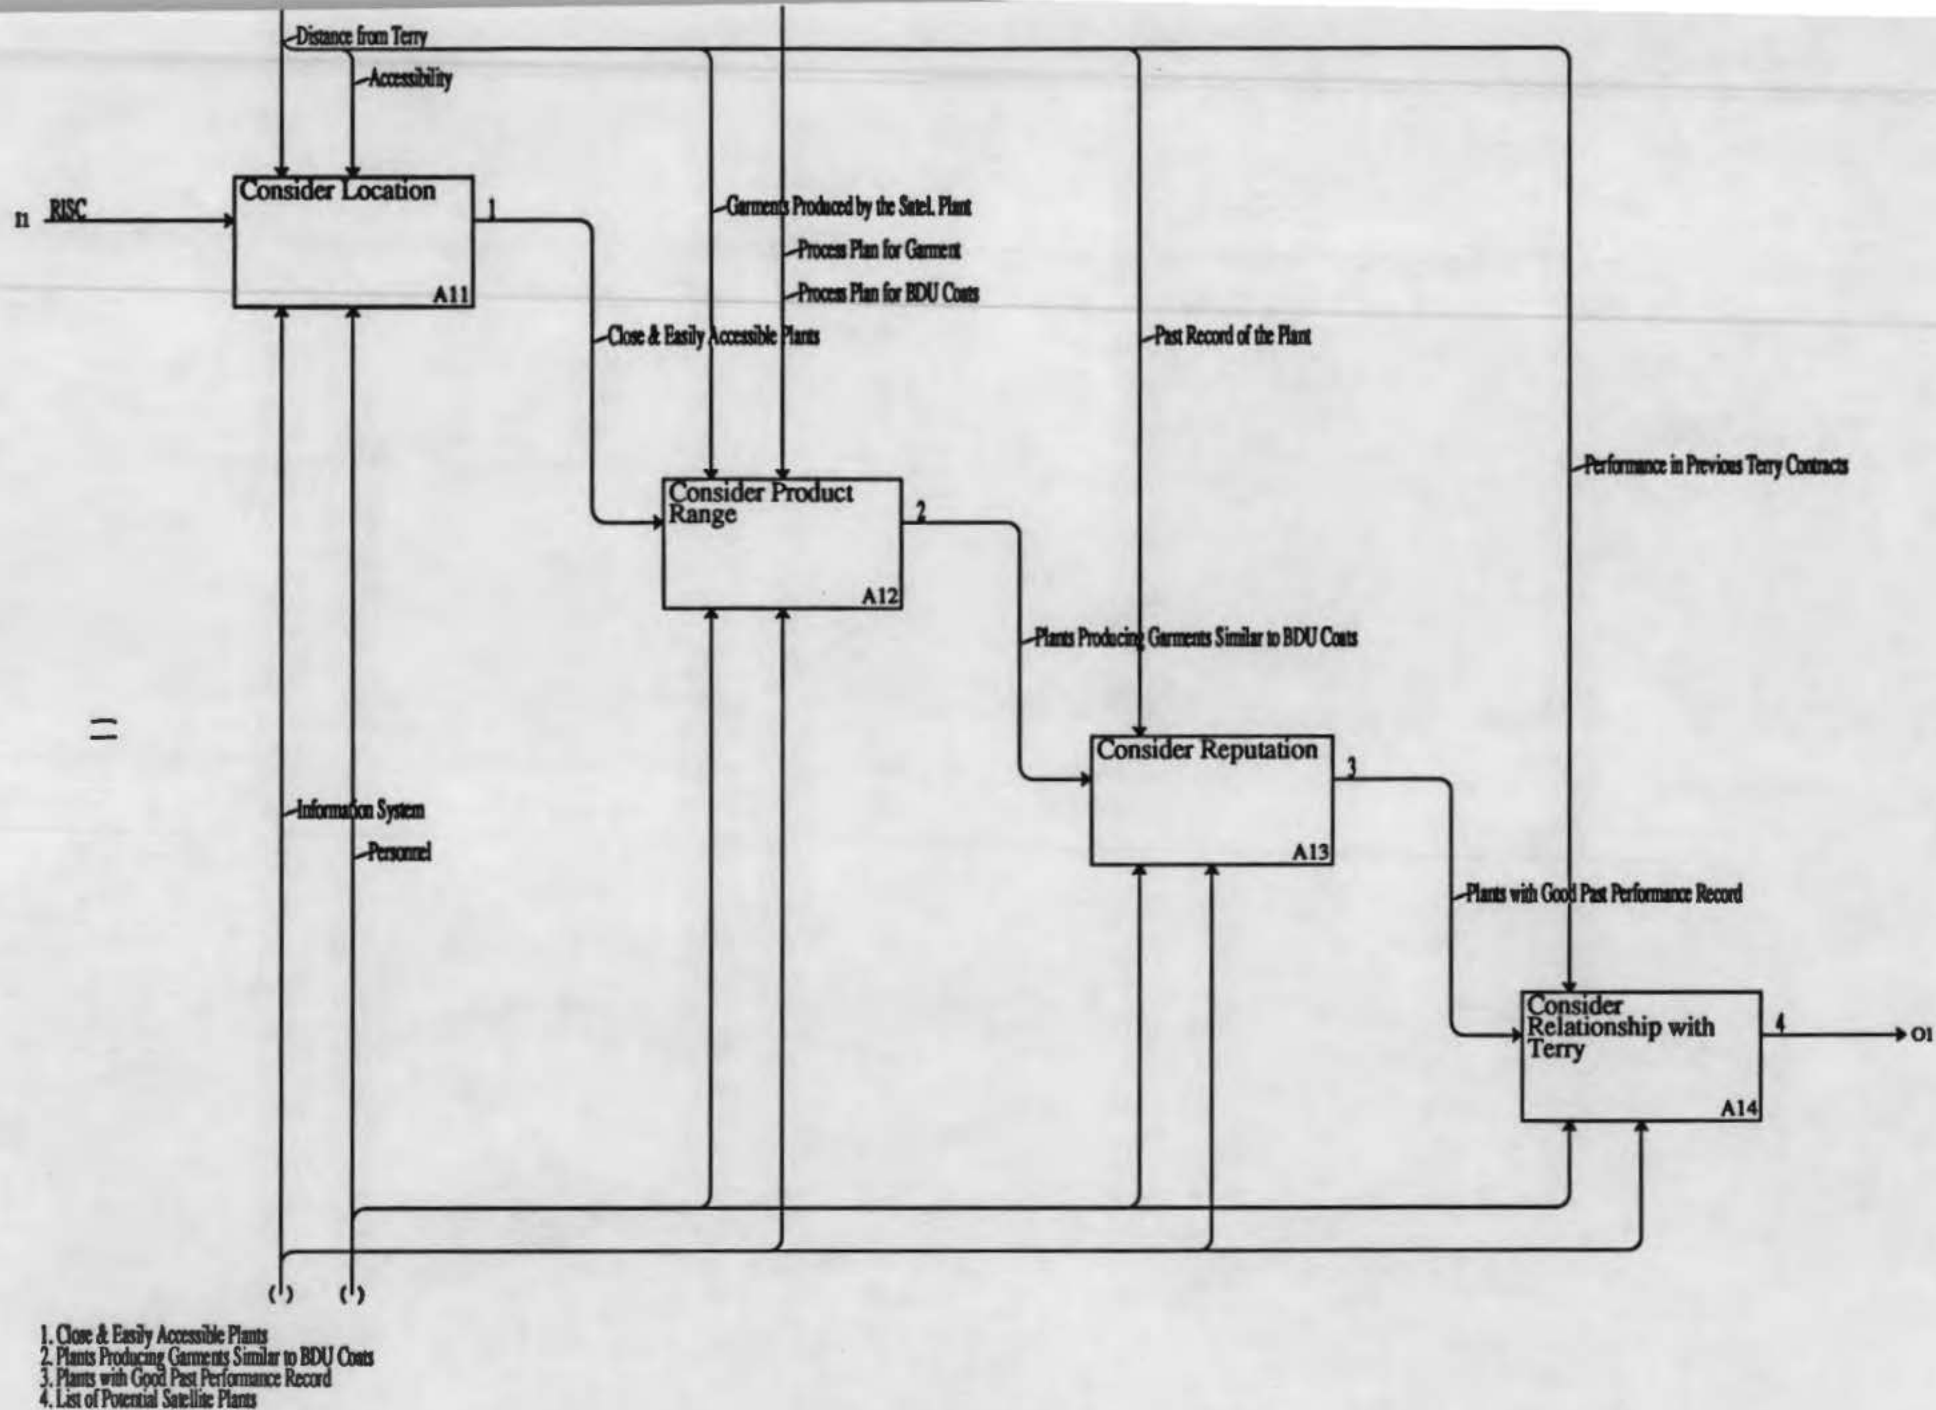 Distance from Terry
Accessibility
I1 RISC
Consider Location
A11
1
Garments Produced by the Satel. Plant
Process Plan for Garment
Process Plan for BDU Coats
Close & Easily Accessible Plants
Past Record of the Plant
Performance in Previous Terry Contracts
Consider Product
Range
A12
2
Plants Producing Garments Similar to BDU Coats
Consider Reputation
A13
3
Information System
Personnel
Plants with Good Past Performance Record
Consider
Relationship with
Terry
A14
4
O1
( ) ( )
1. Close & Easily Accessible Plants
2. Plants Producing Garments Similar to BDU Coats
3. Plants with Good Past Performance Record
4. List of Potential Satellite Plants